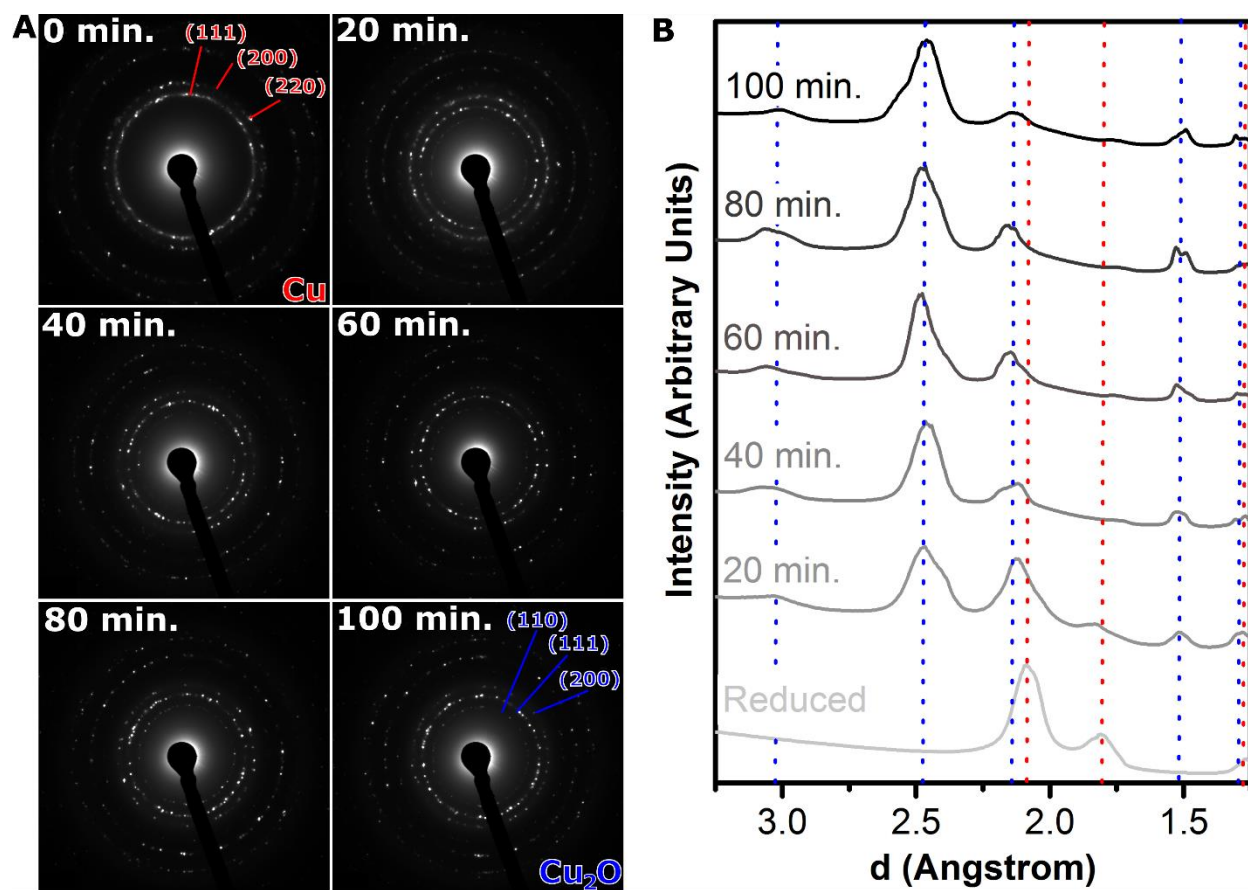 A
0 min.
(111)
(200)
(220)
Cu
20 min.
40 min.
60 min.
80 min.
100 min.
(110)
(111)
(200)
Cu₂O
B
100 min.
80 min.
60 min.
40 min.
20 min.
Reduced
Intensity (Arbitrary Units)
3.0 2.5 2.0 1.5
d (Angstrom)